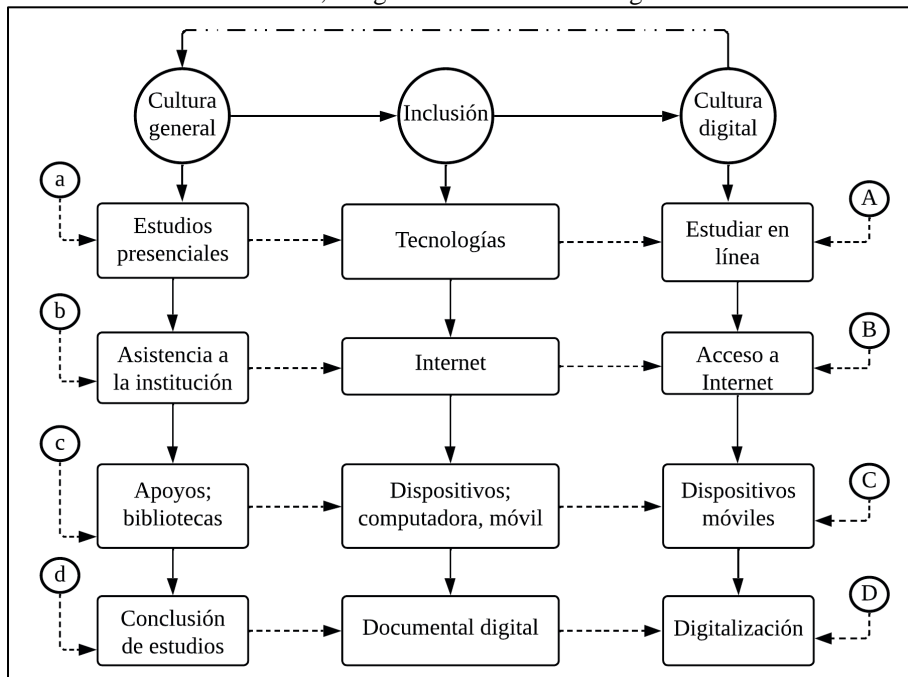 Cultura
general
Inclusión
Cultura
digital
a
A
Estudios
presenciales
Tecnologías
Estudiar en
línea
b
B
Asistencia a
la institución
Internet
Acceso a
Internet
c
C
Apoyos;
bibliotecas
Dispositivos;
computadora, móvil
Dispositivos
móviles
d
D
Conclusión
de estudios
Documental digital
Digitalización